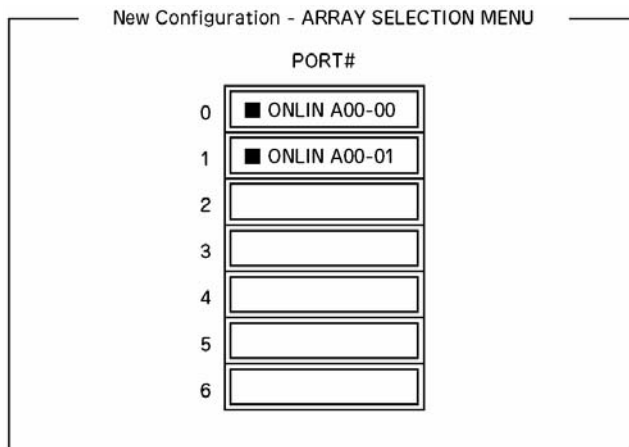 New Configuration - ARRAY SELECTION MENU
PORT#
0 ■ ONLIN A00-00
1 ■ ONLIN A00-01
2
3
4
5
6